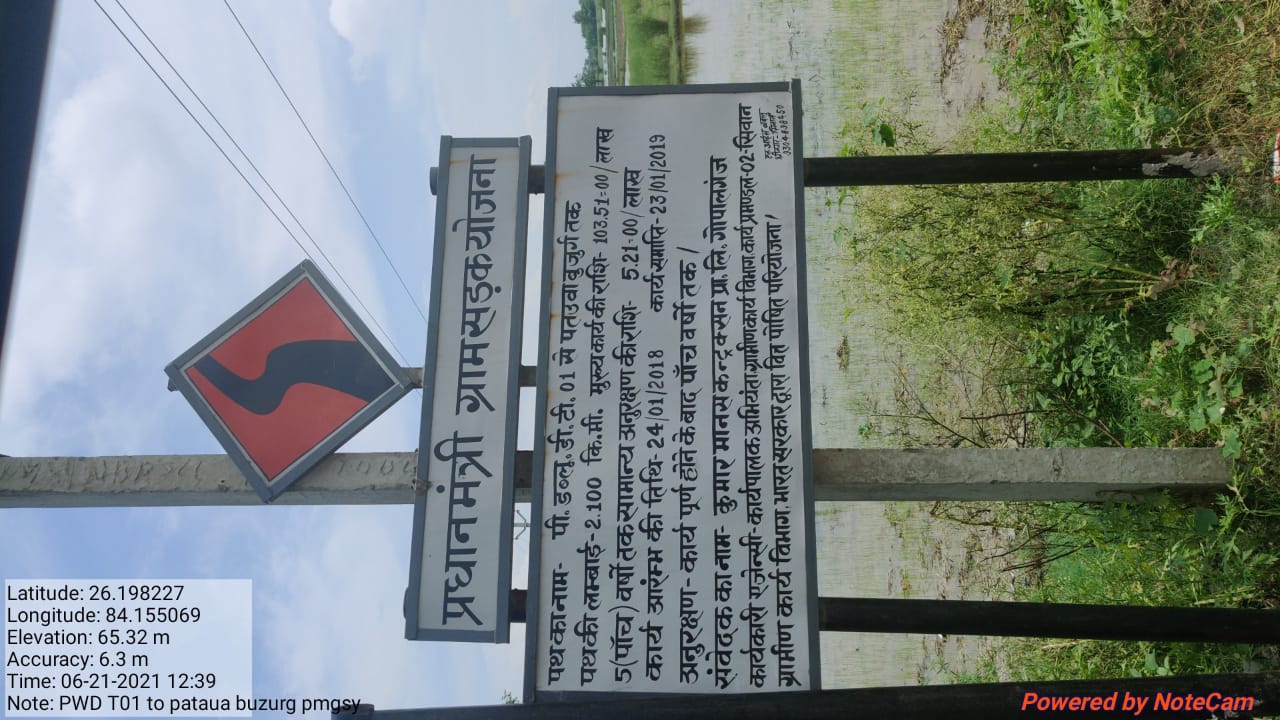 प्रधानमंत्री ग्राम सड़क योजना
पथ का नाम- पी. डब्लू. डी. टी. 01 से पतउवा बुजुर्ग तक
पथ की लम्बाई- 2.100 कि.मी. मुख्य कार्य की राशि- 103.51=00/लाख
5(पाँच) वर्षो तक सामान्य अनुरक्षण की राशि- 5.21=00/लाख
कार्य आरंम्भ की तिथि- 24/01/2018 कार्य समाप्ति- 23/01/2019
अनुरक्षण - कार्य पूर्ण होने के बाद पाँच वर्षो तक/
संवेदक का नाम- कुमार मानस कन्ट्रक्सन प्रा. लि. गोपालगंज
कार्यकारी एजेन्सी- कार्यपालक अभियंता ग्रामीण कार्य विभाग, कार्य प्रमण्डल-02-सिवान
ग्रामीण कार्य विभाग, भारत सरकार द्वारा वित पोषित परियोजना/
Latitude: 26.198227
Longitude: 84.155069
Elevation: 65.32 m
Accuracy: 6.3 m
Time: 06-21-2021 12:39
Note: PWD T01 to pataua buzurg pmgsy
Powered by NoteCam